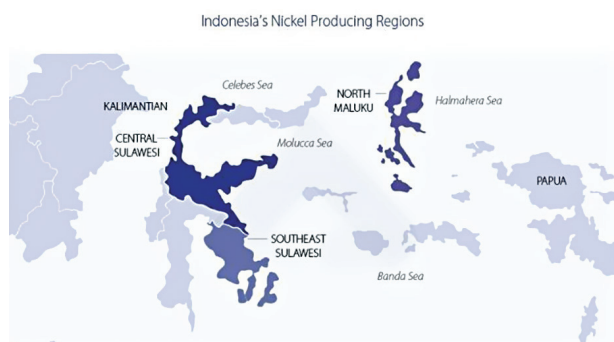 Indonesia's Nickel Producing Regions
Celebes Sea
NORTH
MALUKU
Halmahera Sea
KALIMANTIAN
CENTRAL
SULAWESI
Molucca Sea
PAPUA
SOUTHEAST
SULAWESI
Banda Sea